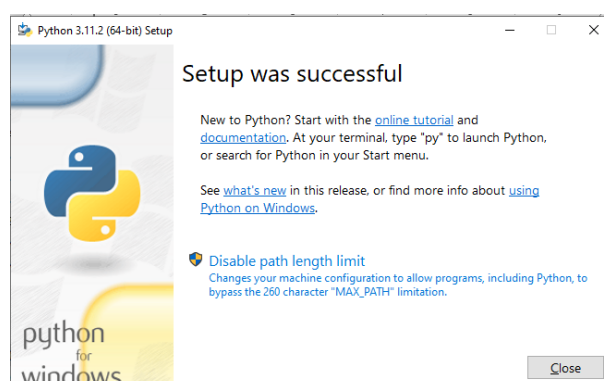 Python 3.11.2 (64-bit) Setup
Setup was successful
New to Python? Start with the online tutorial and
documentation. At your terminal, type "py" to launch Python,
or search for Python in your Start menu.
See what's new in this release, or find more info about using
Python on Windows.
Disable path length limit
Changes your machine configuration to allow programs, including Python, to
bypass the 260 character "MAX_PATH" limitation.
python
for
windows
Close